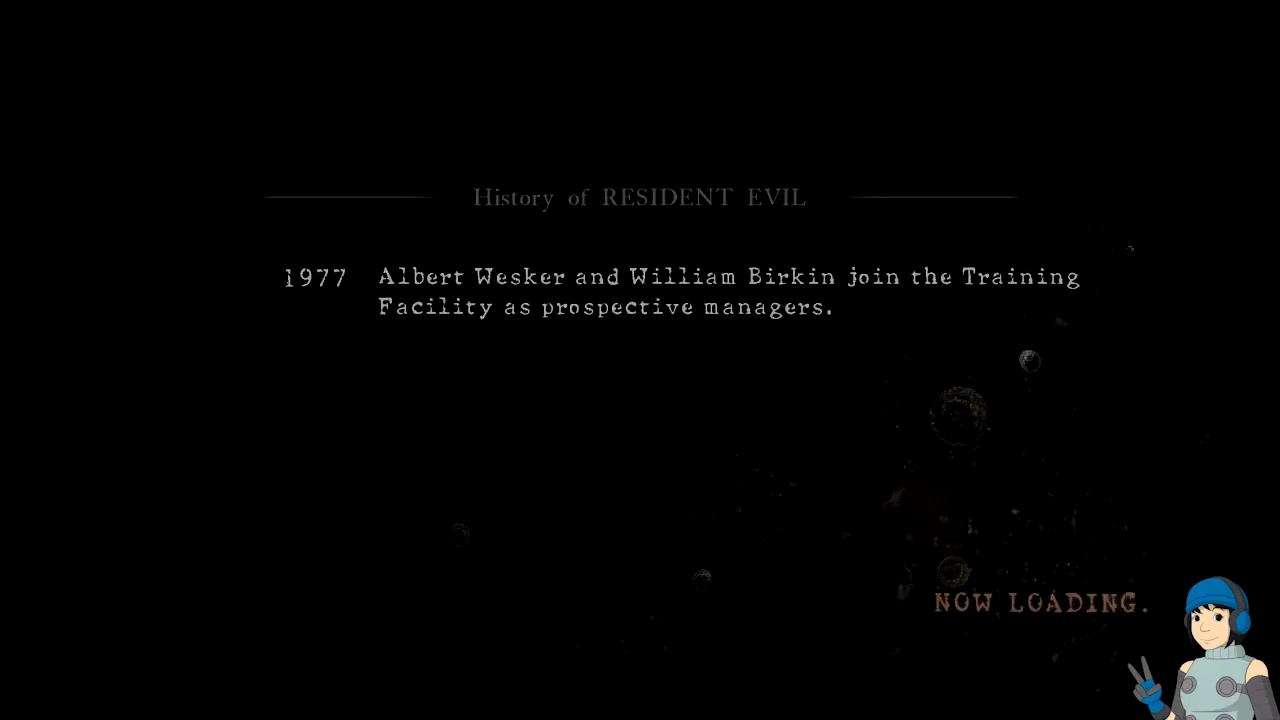 History of RESIDENT EVIL
1977 Albert Wesker and William Birkin join the Training
Facility as prospective managers.
NOW LOADING.